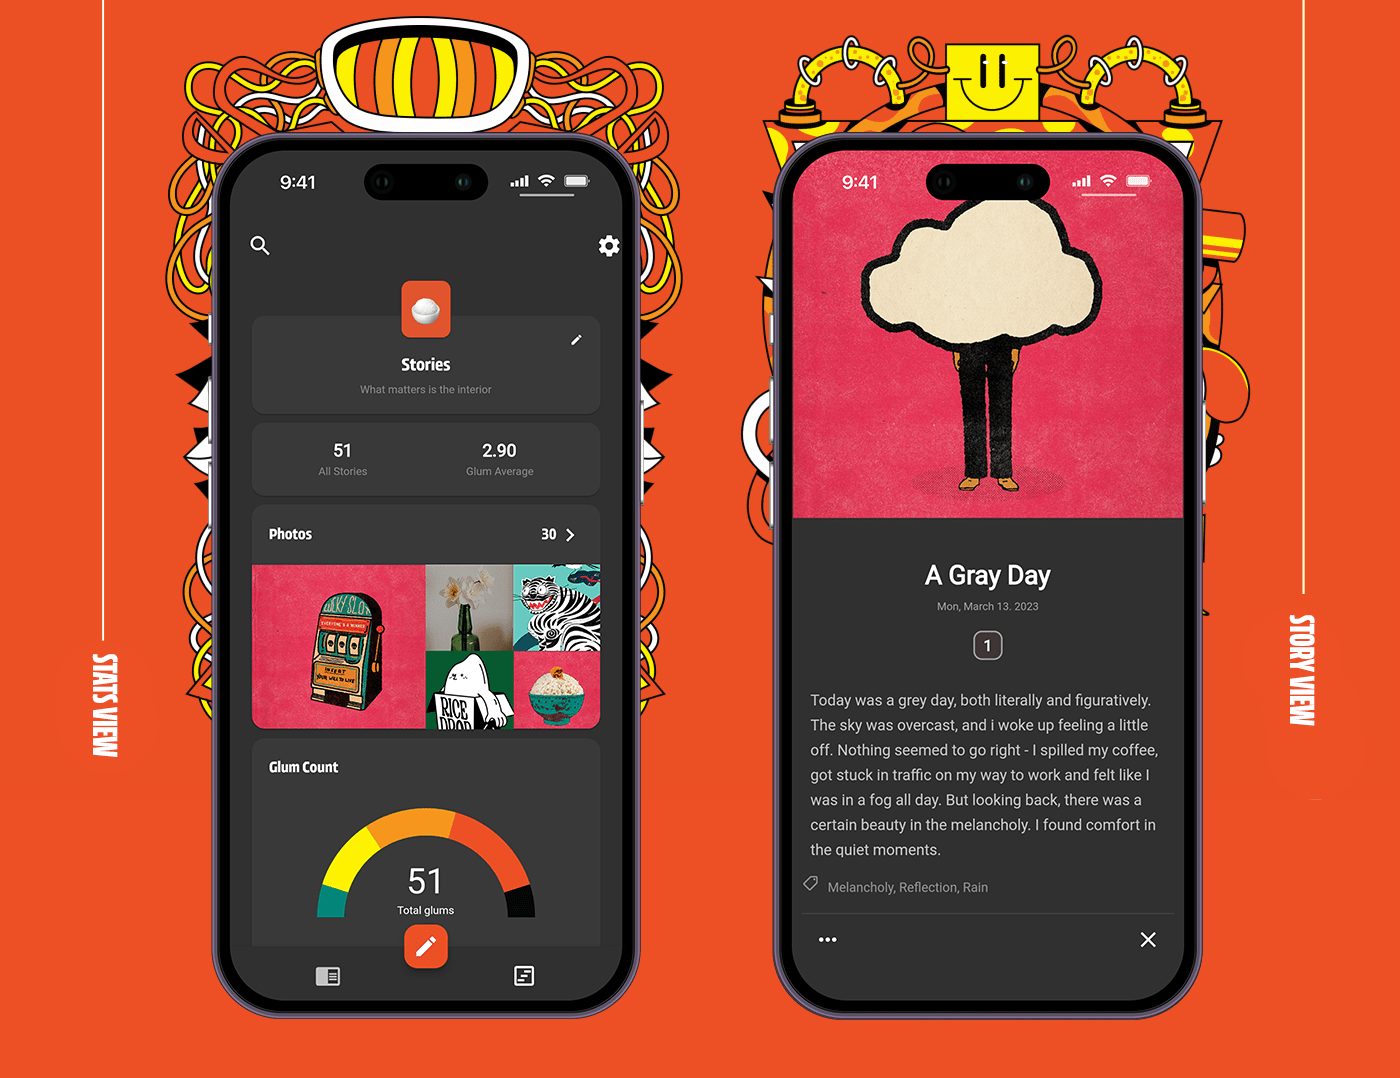 STATS VIEW
9:41
Stories
What matters is the interior
51
All Stories
2.90
Glum Average
Photos
30
LUCKY SLOT
EVERYONE'S A WINNER
INSERT
YOUR WILL TO LIVE
RICE
DROP
Glum Count
51
Total glums
9:41
A Gray Day
Mon, March 13. 2023
1
Today was a grey day, both literally and figuratively.
The sky was overcast, and i woke up feeling a little
off. Nothing seemed to go right - I spilled my coffee,
got stuck in traffic on my way to work and felt like I
was in a fog all day. But looking back, there was a
certain beauty in the melancholy. I found comfort in
the quiet moments.
Melancholy, Reflection, Rain
STORY VIEW